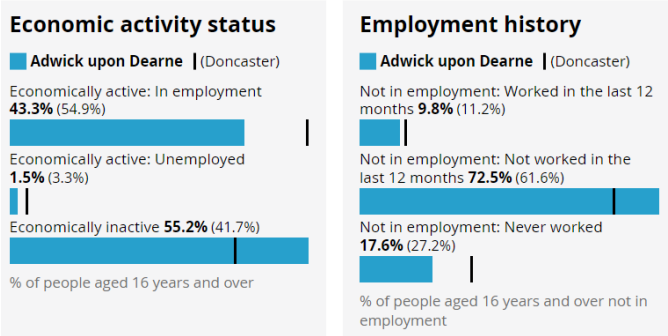 Economic activity status
Adwick upon Dearne (Doncaster)
Economically active: In employment
43.3% (54.9%)
Economically active: Unemployed
1.5% (3.3%)
Economically inactive 55.2% (41.7%)
% of people aged 16 years and over
Employment history
Adwick upon Dearne (Doncaster)
Not in employment: Worked in the last 12
months 9.8% (11.2%)
Not in employment: Not worked in the
last 12 months 72.5% (61.6%)
Not in employment: Never worked
17.6% (27.2%)
% of people aged 16 years and over not in
employment